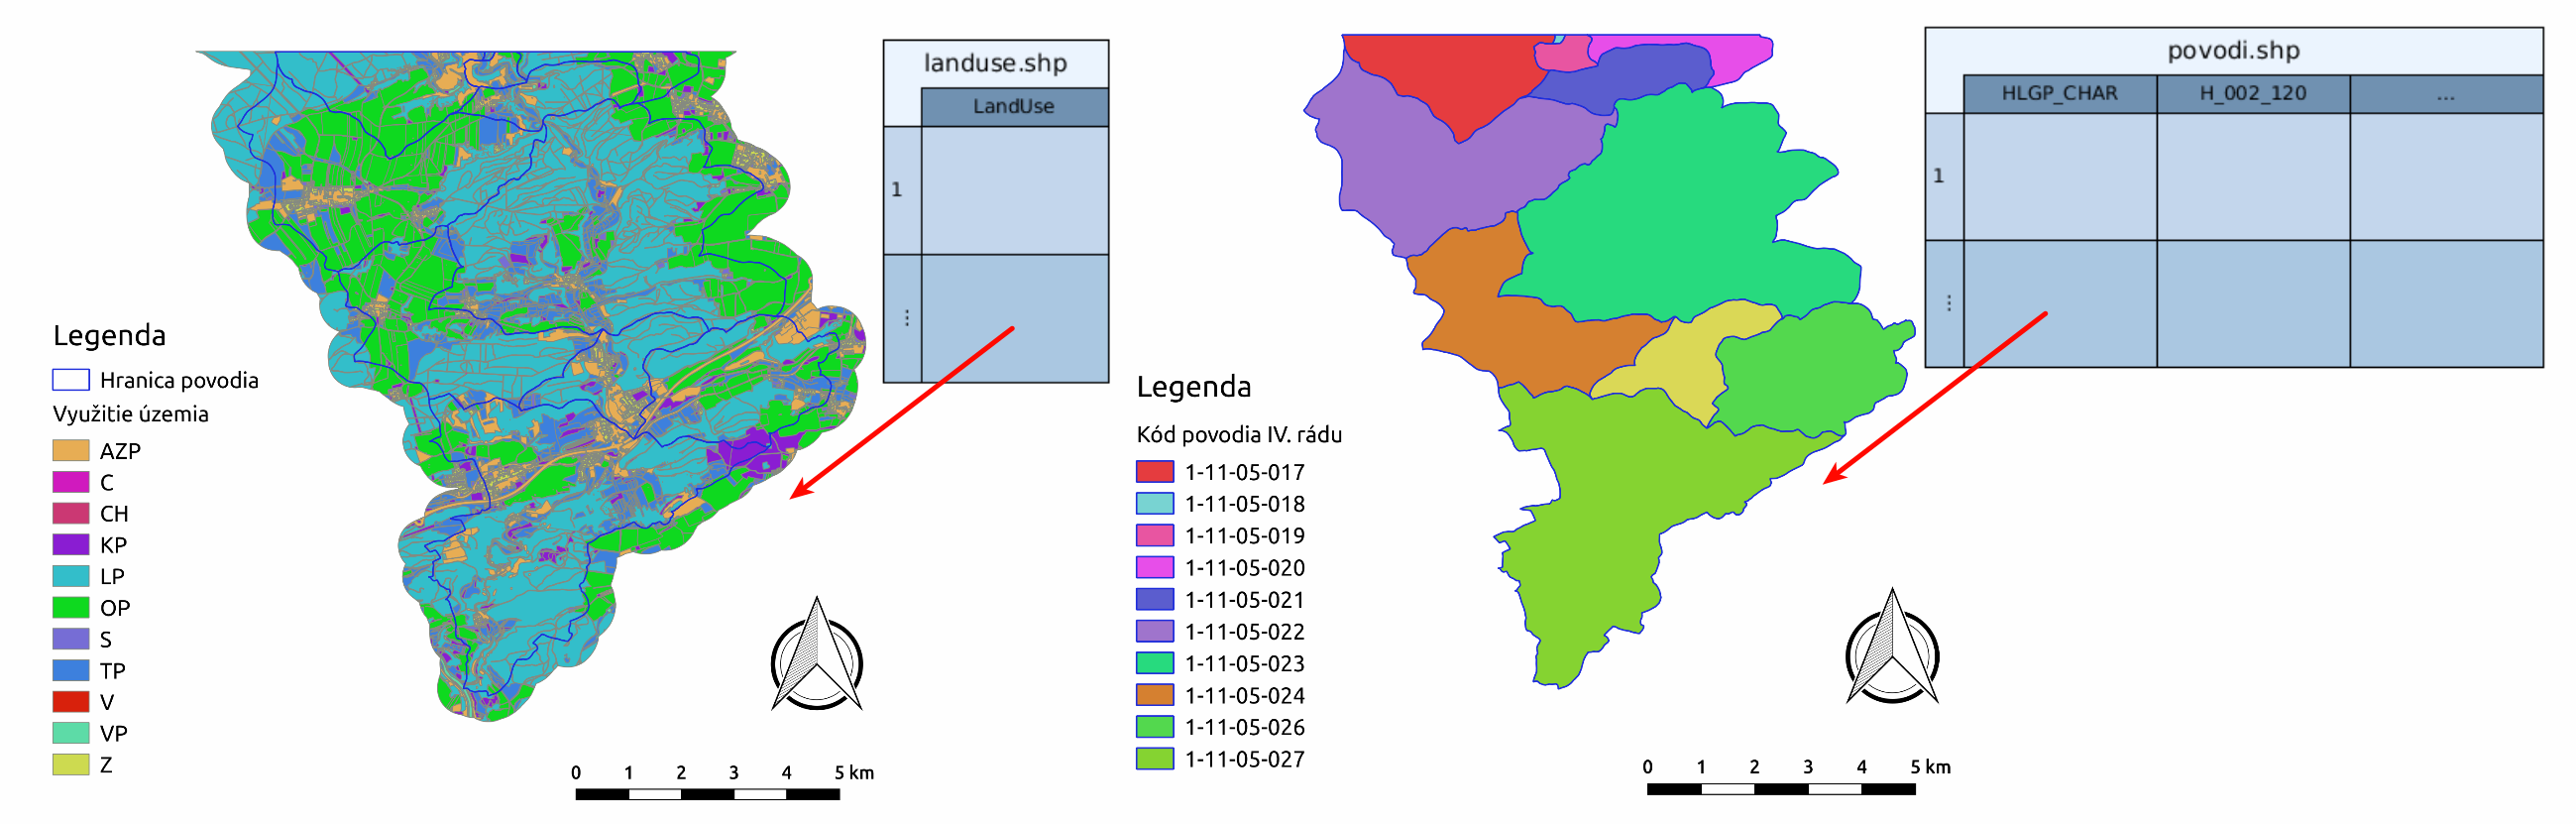 landuse.shp
LandUse
1
...
Legenda
Hranica povodia
Využitie územia
AZP
C
CH
KP
LP
OP
S
TP
V
VP
Z
0 1 2 3 4 5 km
povodi.shp
HLGP_CHAR H_002_120 ...
1
...
Legenda
Kód povodia IV. rádu
1-11-05-017
1-11-05-018
1-11-05-019
1-11-05-020
1-11-05-021
1-11-05-022
1-11-05-023
1-11-05-024
1-11-05-026
1-11-05-027
0 1 2 3 4 5 km